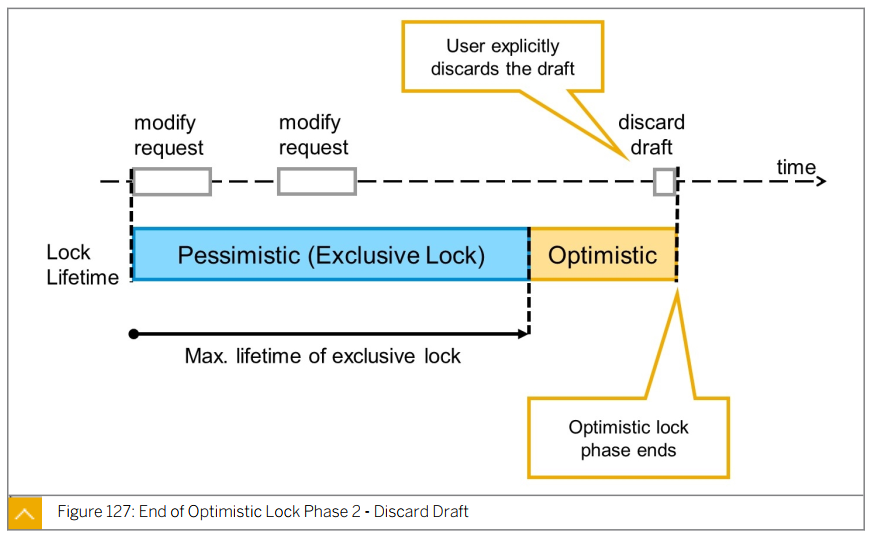 User explicitly
discards the draft
modify
request
modify
request
discard
draft
time
Lock
Lifetime
Pessimistic (Exclusive Lock)
Optimistic
Max. lifetime of exclusive lock
Optimistic lock
phase ends
Figure 127: End of Optimistic Lock Phase 2 - Discard Draft